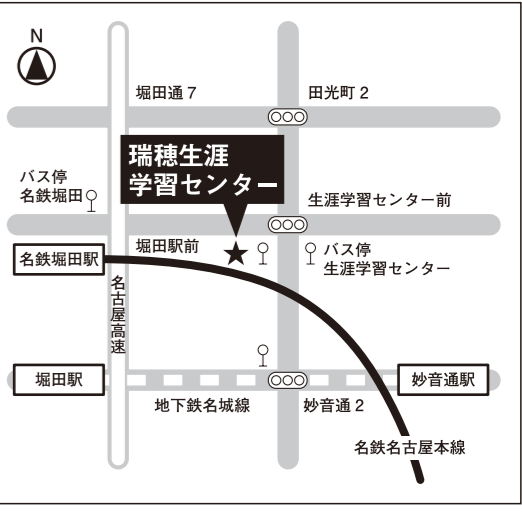 N
堀田通7
田光町2
瑞穂生涯
学習センター
バス停
名鉄堀田
生涯学習センター前
堀田駅前
バス停
生涯学習センター
名鉄堀田駅
名古屋高速
堀田駅
妙音通駅
地下鉄名城線
妙音通2
名鉄名古屋本線